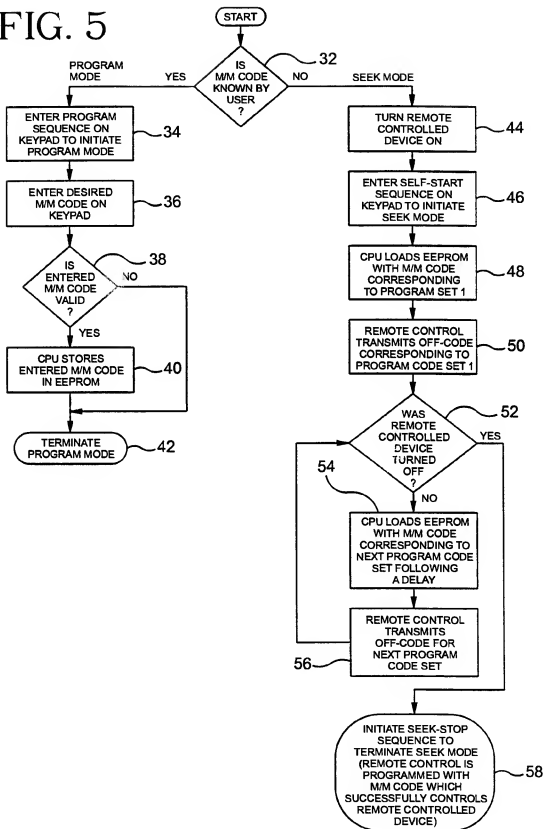 FIG. 5
START
IS
M/M CODE
KNOWN BY
USER
?
32
PROGRAM
MODE
YES
NO
SEEK MODE
ENTER PROGRAM
SEQUENCE ON
KEYPAD TO INITIATE
PROGRAM MODE
34
ENTER DESIRED
M/M CODE ON
KEYPAD
36
IS
ENTERED
M/M CODE
VALID
?
38
NO
YES
CPU STORES
ENTERED M/M CODE
IN EEPROM
40
TERMINATE
PROGRAM MODE
42
TURN REMOTE
CONTROLLED
DEVICE ON
44
ENTER SELF-START
SEQUENCE ON
KEYPAD TO INITIATE
SEEK MODE
46
CPU LOADS EEPROM
WITH M/M CODE
CORRESPONDING
TO PROGRAM SET 1
48
REMOTE CONTROL
TRANSMITS OFF-CODE
CORRESPONDING TO
PROGRAM CODE SET 1
50
WAS
REMOTE
CONTROLLED
DEVICE
TURNED
OFF
?
52
YES
NO
54
CPU LOADS EEPROM
WITH M/M CODE
CORRESPONDING TO
NEXT PROGRAM CODE
SET FOLLOWING
A DELAY
REMOTE CONTROL
TRANSMITS
OFF-CODE FOR
NEXT PROGRAM
CODE SET
56
INITIATE SEEK-STOP
SEQUENCE TO
TERMINATE SEEK MODE
(REMOTE CONTROL IS
PROGRAMMED WITH
M/M CODE WHICH
SUCCESSFULLY CONTROLS
REMOTE CONTROLLED
DEVICE)
58